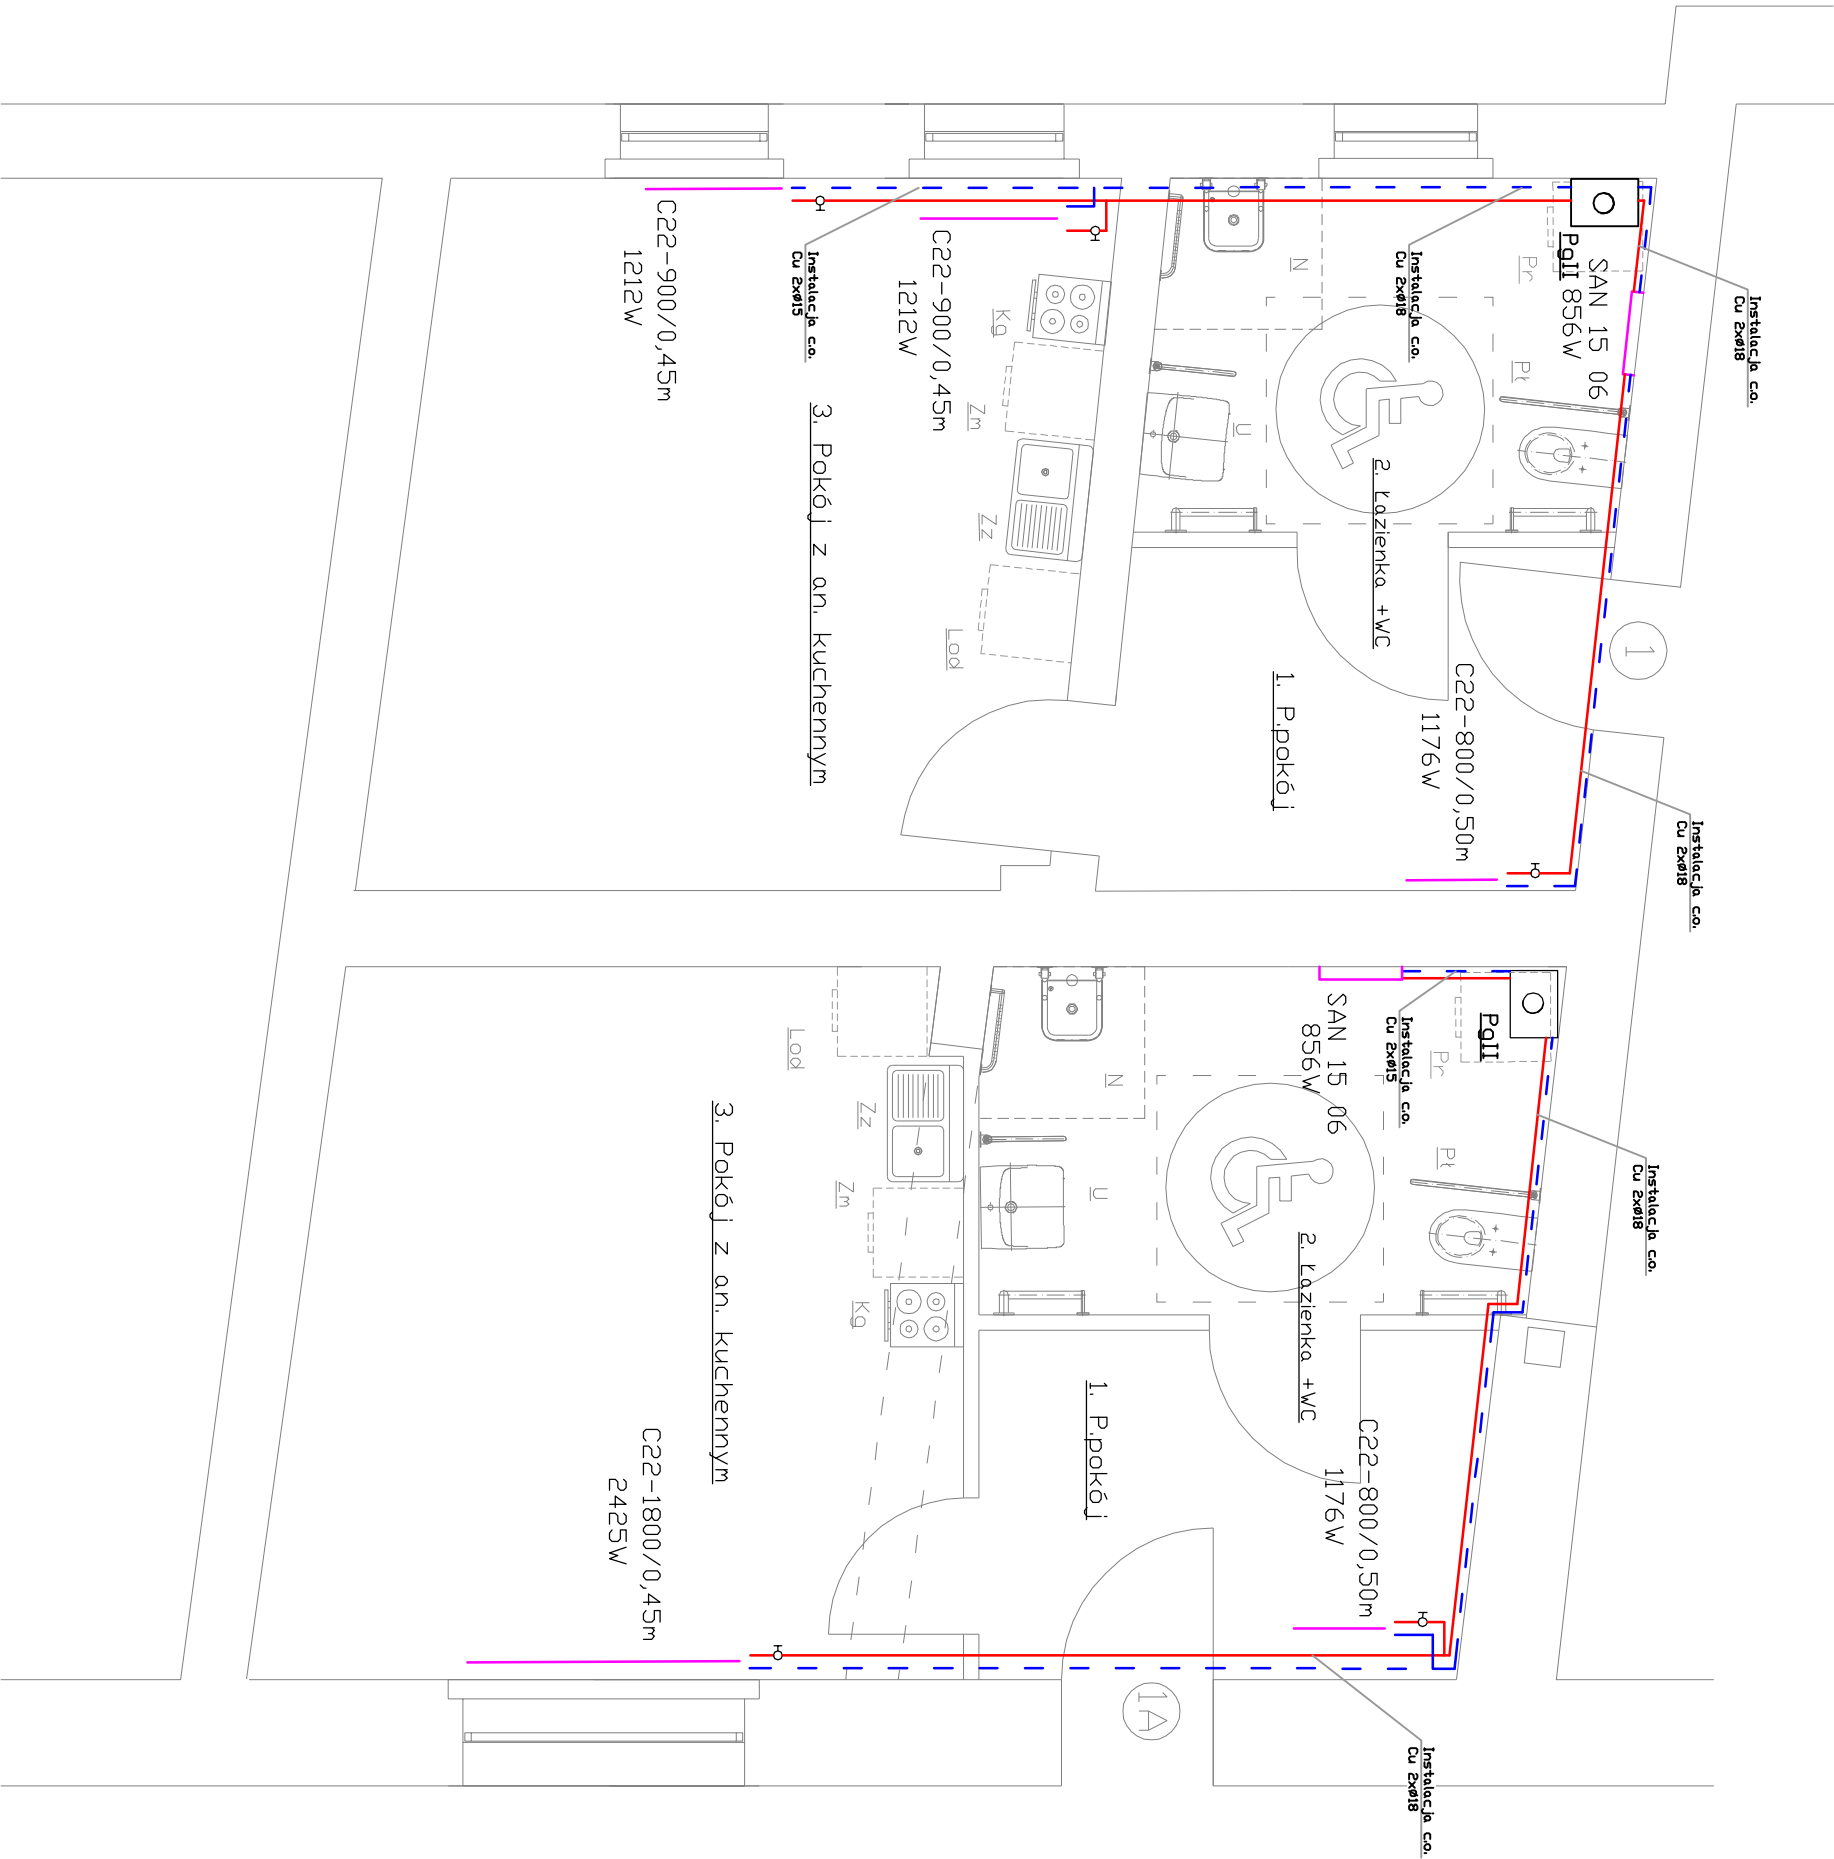 Instalacja c.o.
Cu 2xø18
SAN 15 06
PgII 856W
Pr
Instalacja c.o.
Cu 2xø18
N
Pł
U
2. Łazienka +WC
1
C22-800/0,50m
1176W
1. P.pokój
Instalacja c.o.
Cu 2xø18
C22-900/0,45m
1212W
Kg
Zm
Zz
Lod
Instalacja c.o.
Cu 2xø15
3. Pokój z an. kuchennym
C22-900/0,45m
1212W
PgII
Pr
Instalacja c.o.
Cu 2xø15
SAN 15 06
856W
Instalacja c.o.
Cu 2xø18
Pł
N
U
2. Łazienka +WC
C22-800/0,50m
1176W
1. P.pokój
1A
Instalacja c.o.
Cu 2xø18
Lod
Zz
Zm
Kg
3. Pokój z an. kuchennym
C22-1800/0,45m
2425W